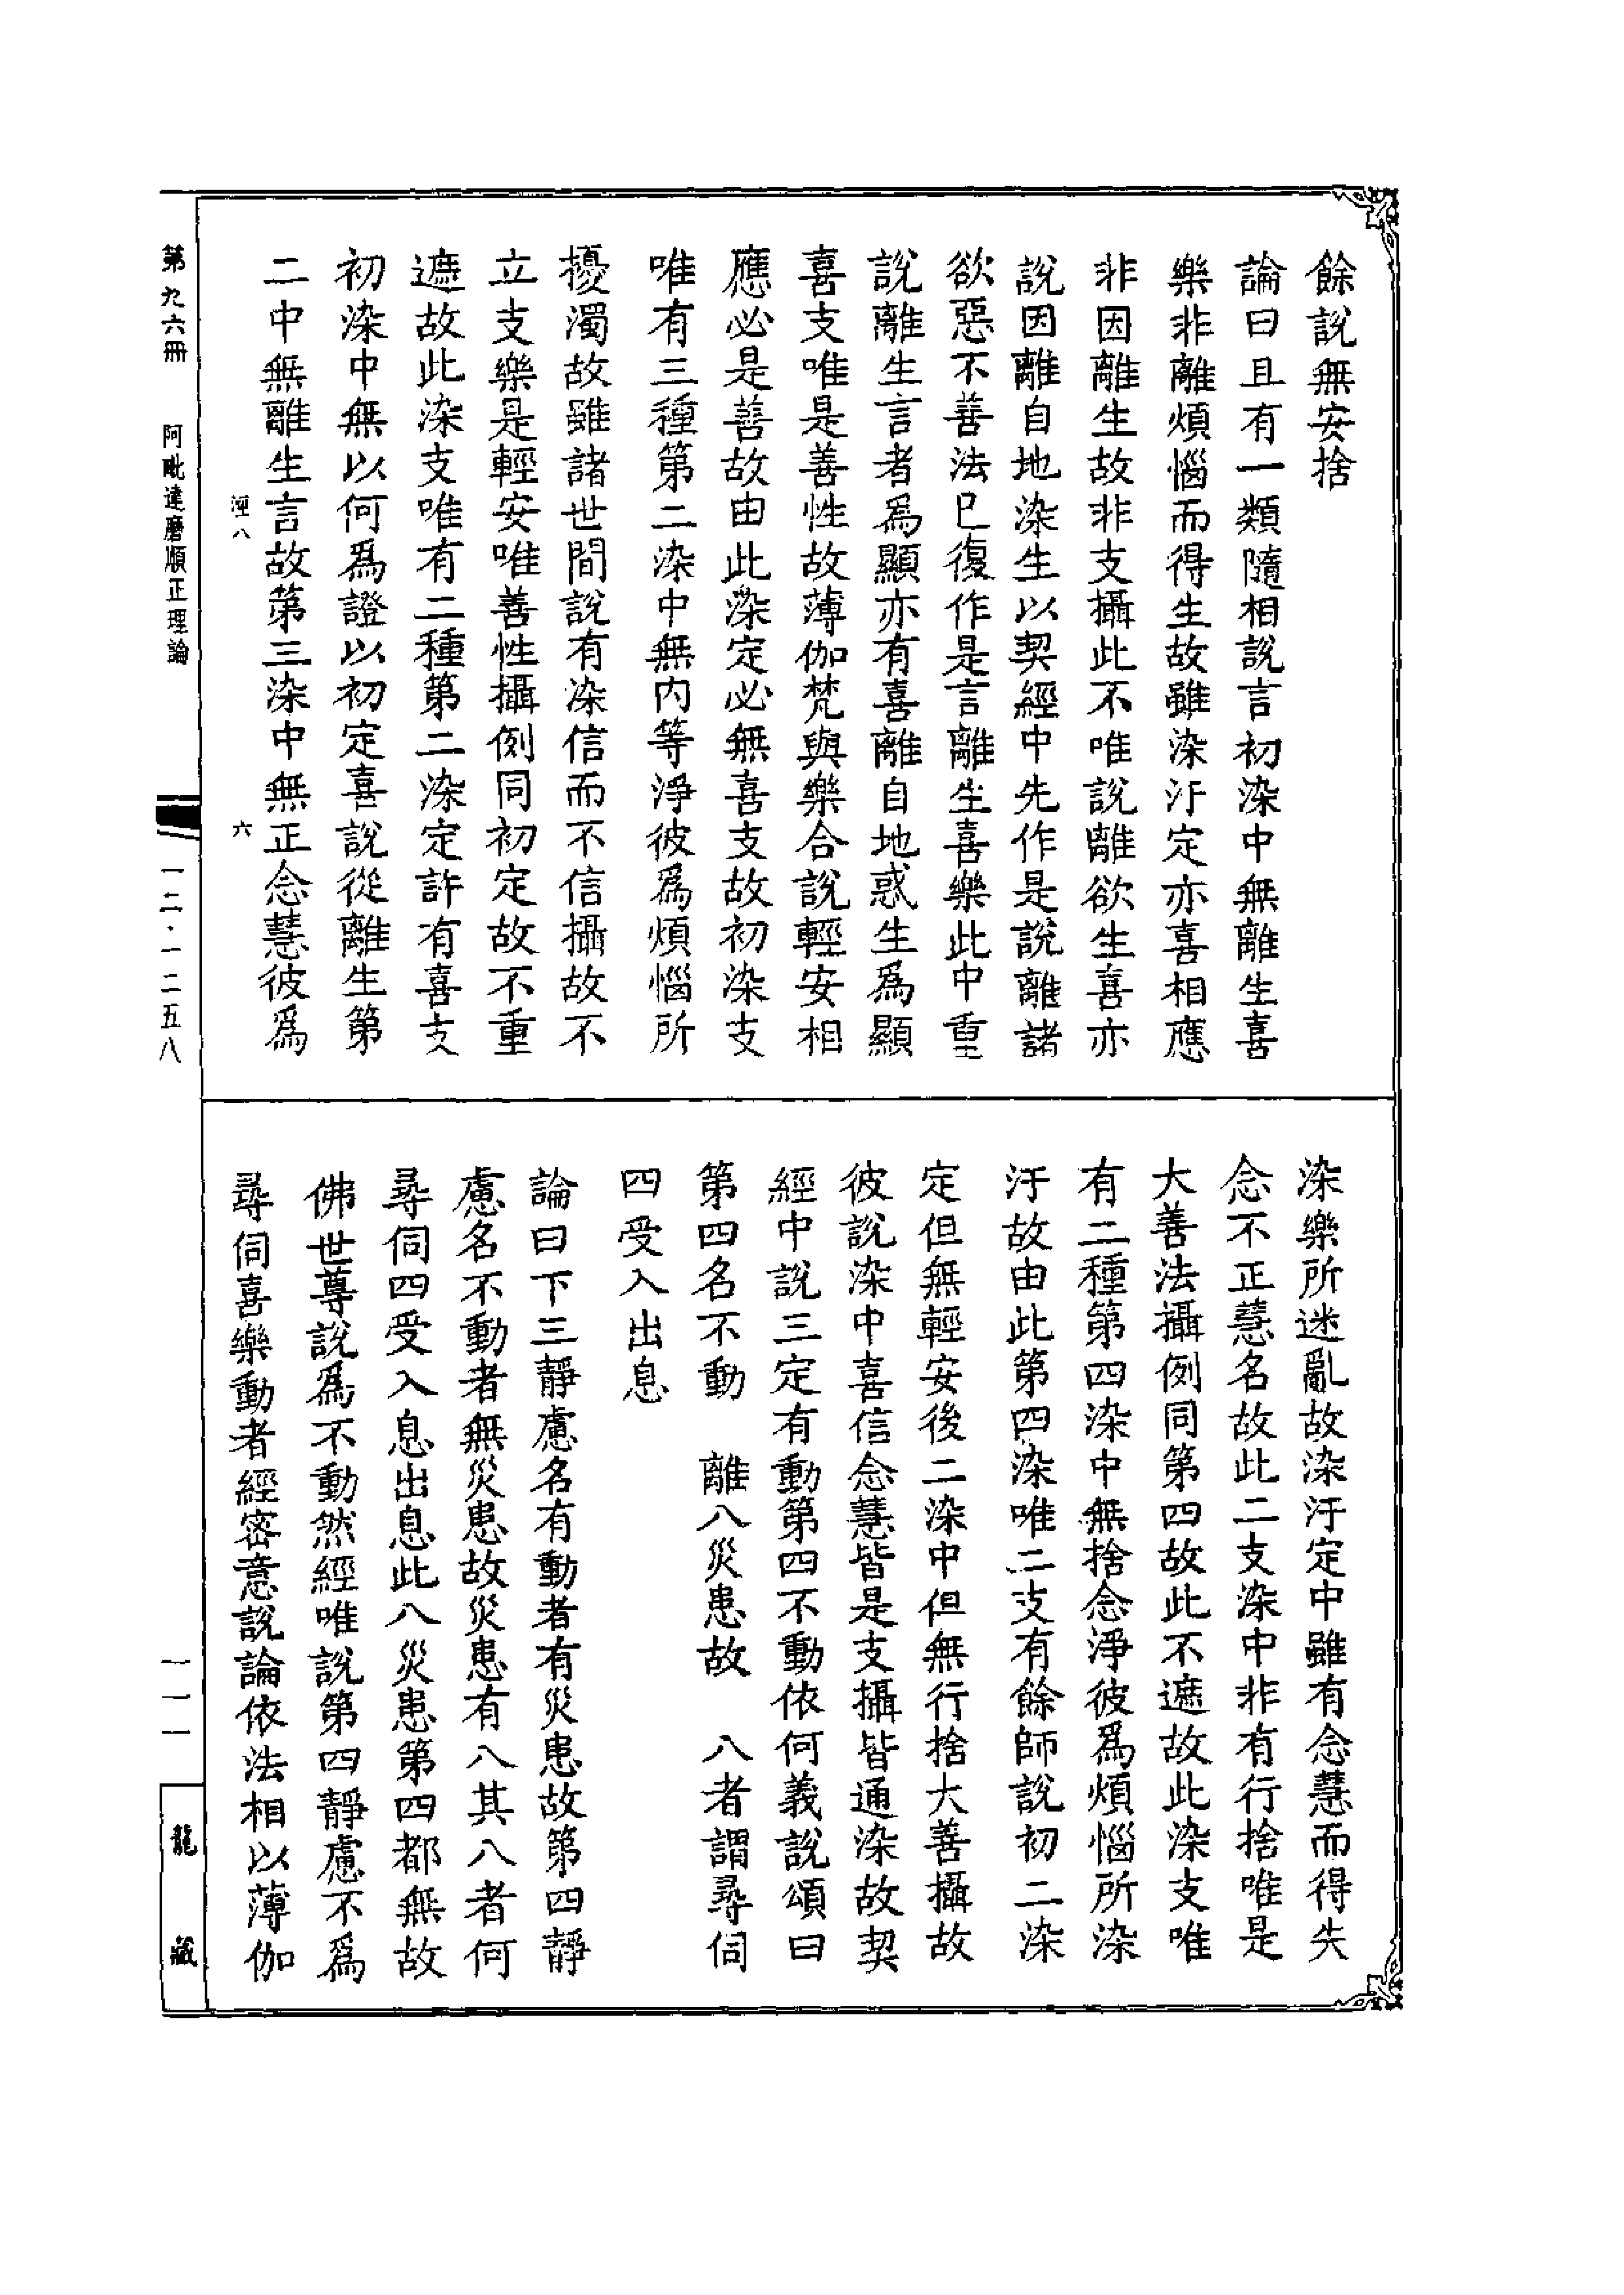 餘說無安捨
論曰且有一類隨相說言初染中無離生喜
樂非離煩惱而得生故雖染汙定亦喜相應
非因離生故非支攝此不唯說離欲生喜亦
說因離自地染生以契經中先作是說離諸
欲惡不善法已復作是言離生喜樂此中重
說離生言者爲顯亦有喜離自地惑生爲顯
喜支唯是善性故薄伽梵與樂合說輕安相
應必是善故由此染定必無喜支故初染支
唯有三種第二染中無內等淨彼爲煩惱所
擾濁故雖諸世間說有染信而不信攝故不
立支樂是輕安唯善性攝例同初定故不重
遮故此染支唯有二種第二染定許有喜支
初染中無以何爲證以初定喜說從離生第
二中無離生言故第三染中無正念慧彼爲
染樂所迷亂故染汙定中雖有念慧而得失
念不正慧名故此二支染中非有行捨唯是
大善法攝例同第四故此不遮故此染支唯
有二種第四染中無捨念淨彼爲煩惱所染
汙故由此第四染唯二支有餘師說初二染
定但無輕安後二染中但無行捨大善攝故
彼說染中喜信念慧皆是支攝皆通染故契
經中說三定有動第四不動依何義說頌曰
第四名不動　離八災患故　八者謂尋伺
四受入出息
論曰下三靜慮名有動者有災患故第四靜
慮名不動者無災患故災患有八其八者何
尋伺四受入息出息此八災患第四都無故
佛世尊說爲不動然經唯說第四靜慮不爲
尋伺喜樂動者經密意說論依法相以薄伽
涇八　六
第九六冊　阿毗達磨順正理論　一二·一二五八
一一一
龍藏